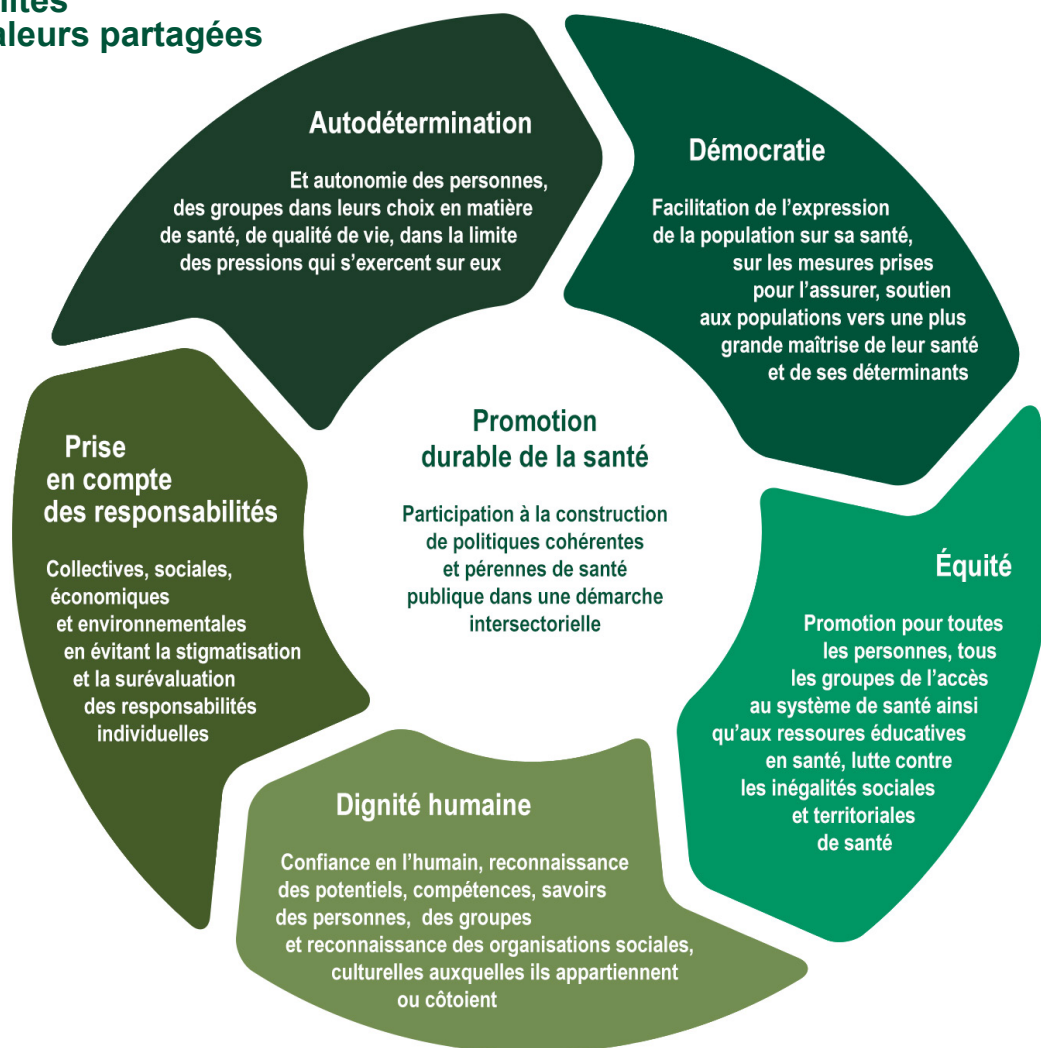 aleurs partagées
Autodétermination
Et autonomie des personnes,
des groupes dans leurs choix en matière
de santé, de qualité de vie, dans la limite
des pressions qui s’exercent sur eux
Démocratie
Facilitation de l’expression
de la population sur sa santé,
sur les mesures prises
pour l’assurer, soutien
aux populations vers une plus
grande maîtrise de leur santé
et de ses déterminants
Équité
Promotion pour toutes
les personnes, tous
les groupes de l’accès
au système de santé ainsi
qu’aux ressoures éducatives
en santé, lutte contre
les inégalités sociales
et territoriales
de santé
Dignité humaine
Confiance en l’humain, reconnaissance
des potentiels, compétences, savoirs
des personnes, des groupes
et reconnaissance des organisations sociales,
culturelles auxquelles ils appartiennent
ou côtoient
Prise
en compte
des responsabilités
Collectives, sociales,
économiques
et environnementales
en évitant la stigmatisation
et la surévaluation
des responsabilités
individuelles
Promotion
durable de la santé
Participation à la construction
de politiques cohérentes
et pérennes de santé
publique dans une démarche
intersectorielle